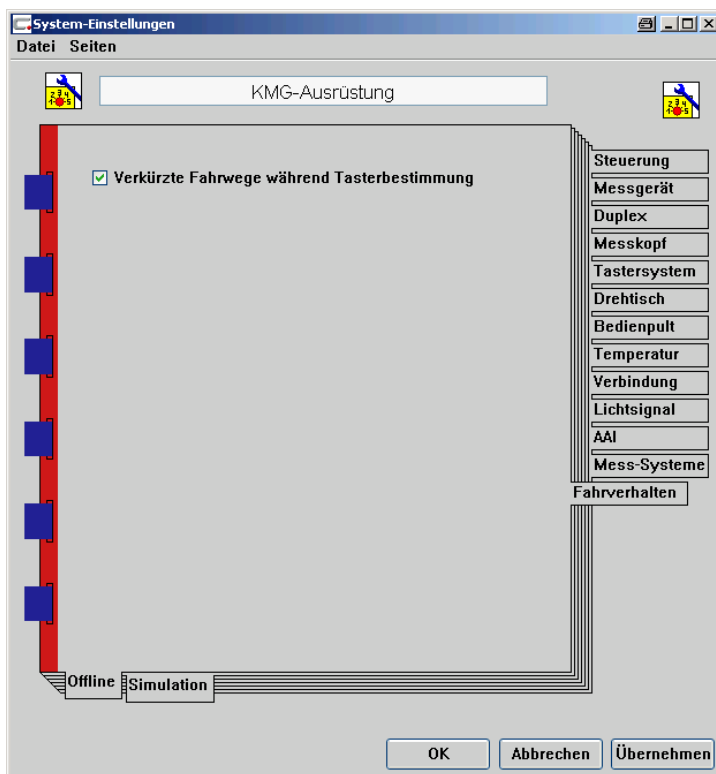 System-Einstellungen
Datei Seiten
KMG-Ausrüstung
Verkürzte Fahrwege während Tasterbestimmung
Steuerung
Messgerät
Duplex
Messkopf
Tastersystem
Drehtisch
Bedienpult
Temperatur
Verbindung
Lichtsignal
AAI
Mess-Systeme
Fahrverhalten
Offline
Simulation
OK
Abbrechen
Übernehmen